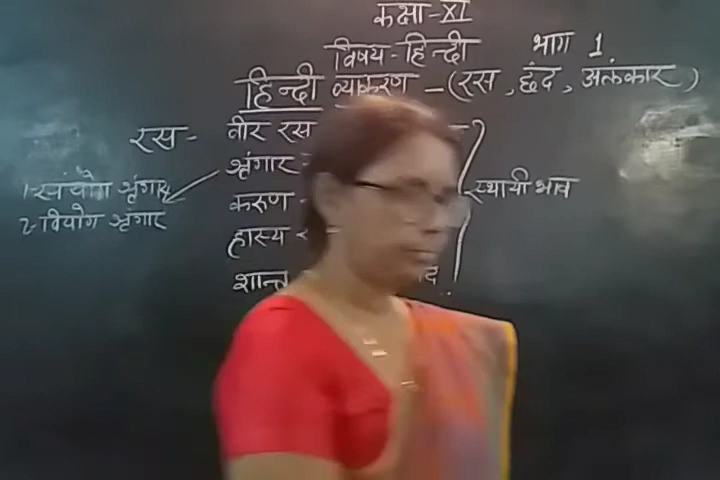 कक्षा-XI
विषय-हिन्दी भाग 1
हिन्दी व्याकरण - (रस, छंद, अलंकार)
रस- वीर रस
श्रृंगार -
1 संयोग श्रृंगार
2- वियोग श्रृंगार
करूण -
हास्य
शान्त
स्थायी भाव